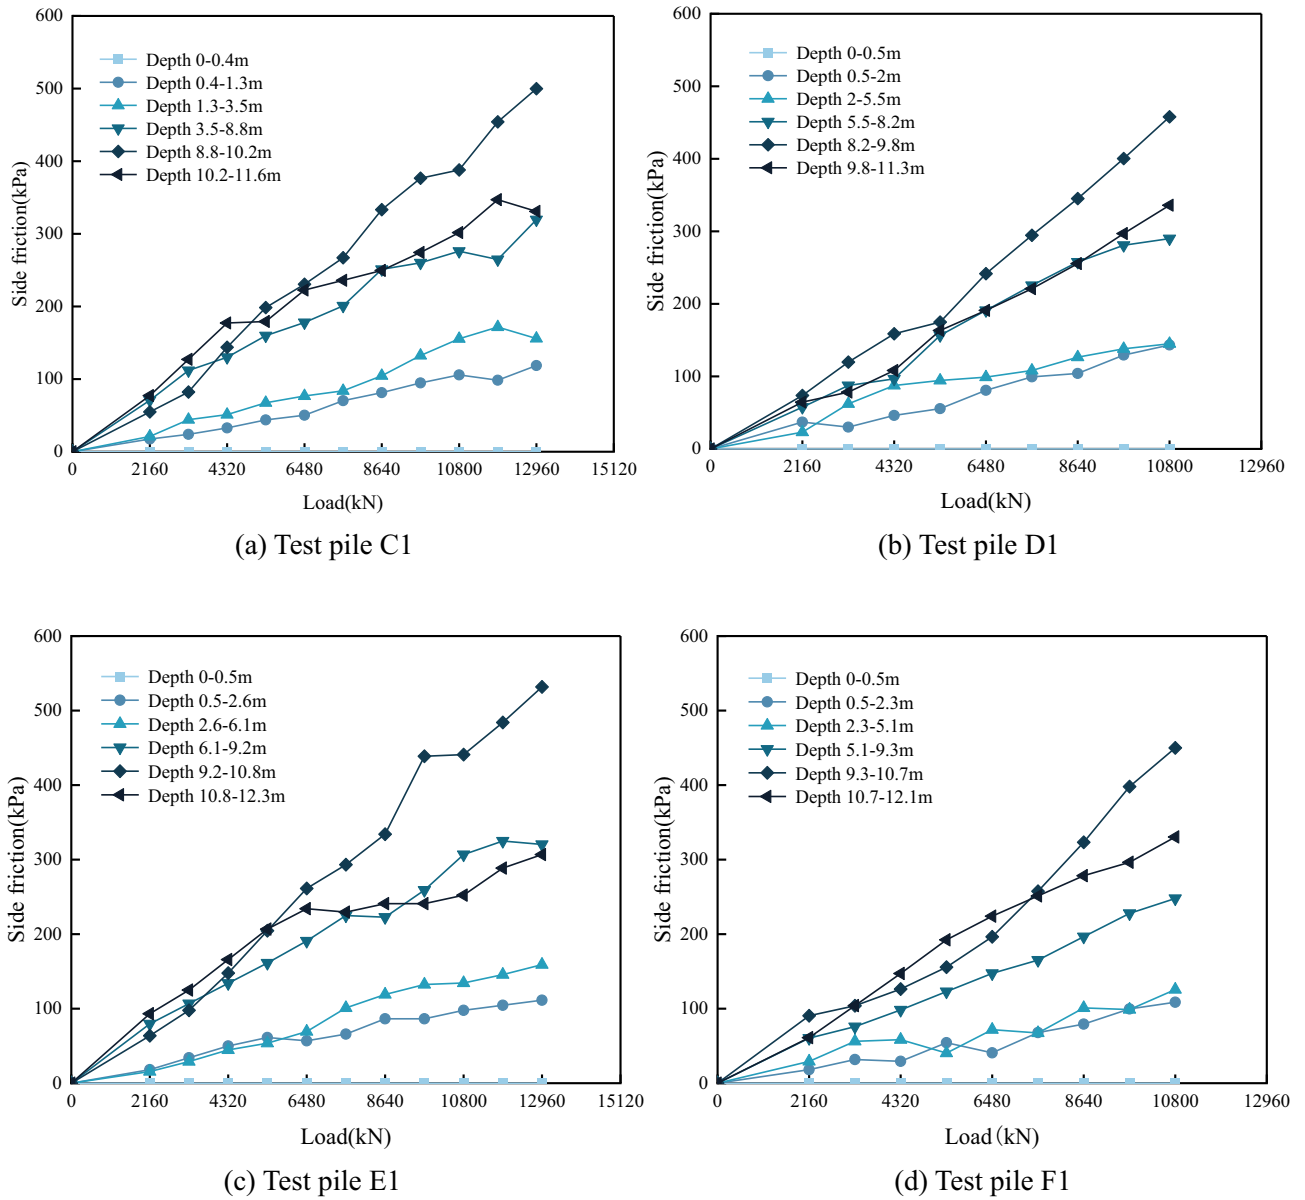 600
500
400
300
200
100
0
Side friction(kPa)
Depth 0-0.4m
Depth 0.4-1.3m
Depth 1.3-3.5m
Depth 3.5-8.8m
Depth 8.8-10.2m
Depth 10.2-11.6m
0 2160 4320 6480 8640 10800 12960 15120
Load(kN)
(a) Test pile C1
600
500
400
300
200
100
0
Side friction(kPa)
Depth 0-0.5m
Depth 0.5-2m
Depth 2-5.5m
Depth 5.5-8.2m
Depth 8.2-9.8m
Depth 9.8-11.3m
0 2160 4320 6480 8640 10800 12960
Load(kN)
(b) Test pile D1
600
500
400
300
200
100
0
Side friction(kPa)
Depth 0-0.5m
Depth 0.5-2.6m
Depth 2.6-6.1m
Depth 6.1-9.2m
Depth 9.2-10.8m
Depth 10.8-12.3m
0 2160 4320 6480 8640 10800 12960 15120
Load(kN)
(c) Test pile E1
600
500
400
300
200
100
0
Side friction(kPa)
Depth 0-0.5m
Depth 0.5-2.3m
Depth 2.3-5.1m
Depth 5.1-9.3m
Depth 9.3-10.7m
Depth 10.7-12.1m
0 2160 4320 6480 8640 10800 12960
Load(kN)
(d) Test pile F1